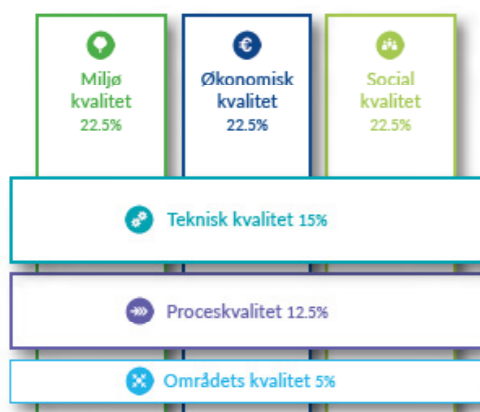 Miljø
kvalitet
22.5%
Økonomisk
kvalitet
22.5%
Social
kvalitet
22.5%
Teknisk kvalitet 15%
Proceskvalitet 12.5%
Områdets kvalitet 5%